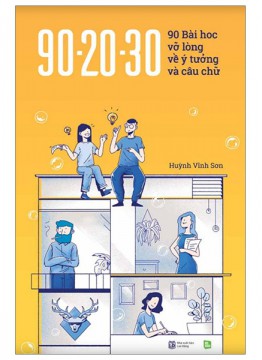 90-20-30
90 Bài học
vỡ lòng
về ý tưởng
và câu chữ
Huỳnh Vĩnh Sơn